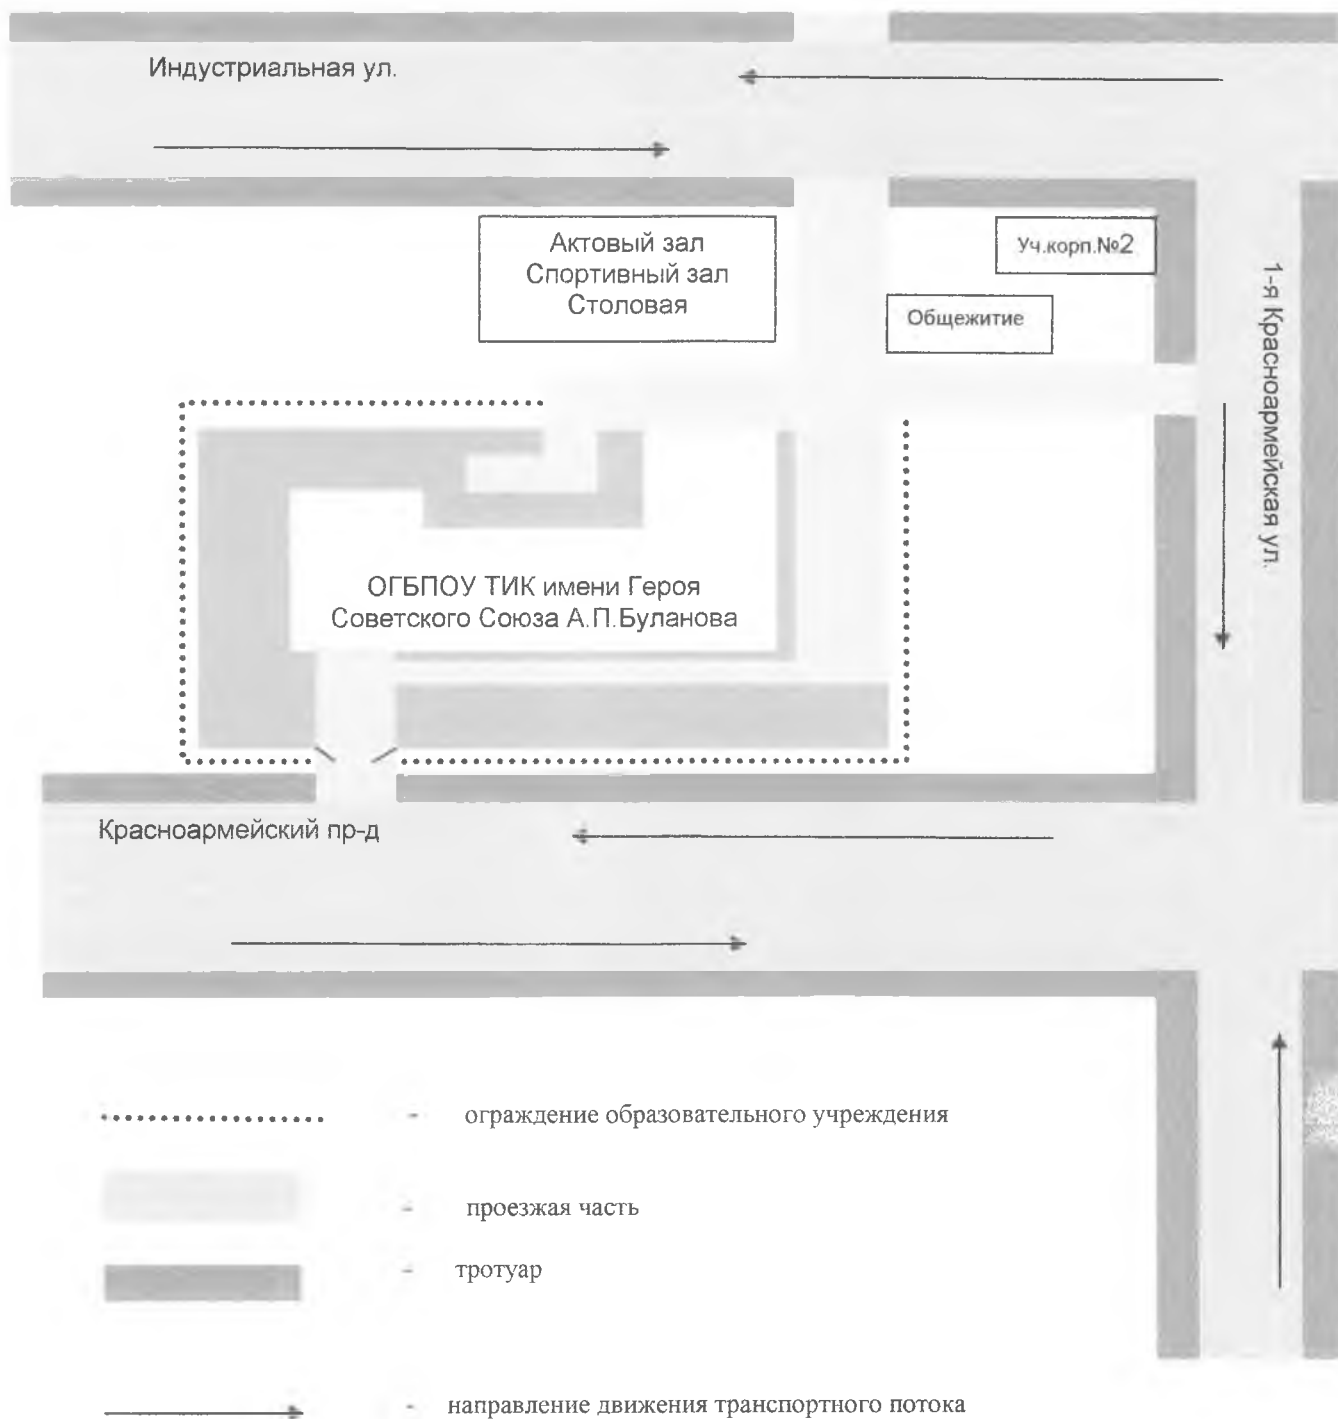 Индустриальная ул.
Актовый зал
Спортивный зал
Столовая
Уч.корп.№2
Общежитие
1-я Красноармейская ул.
ОГБПОУ ТИК имени Героя
Советского Союза А.П.Буланова
Красноармейский пр-д
- ограждение образовательного учреждения
- проезжая часть
- тротуар
- направление движения транспортного потока